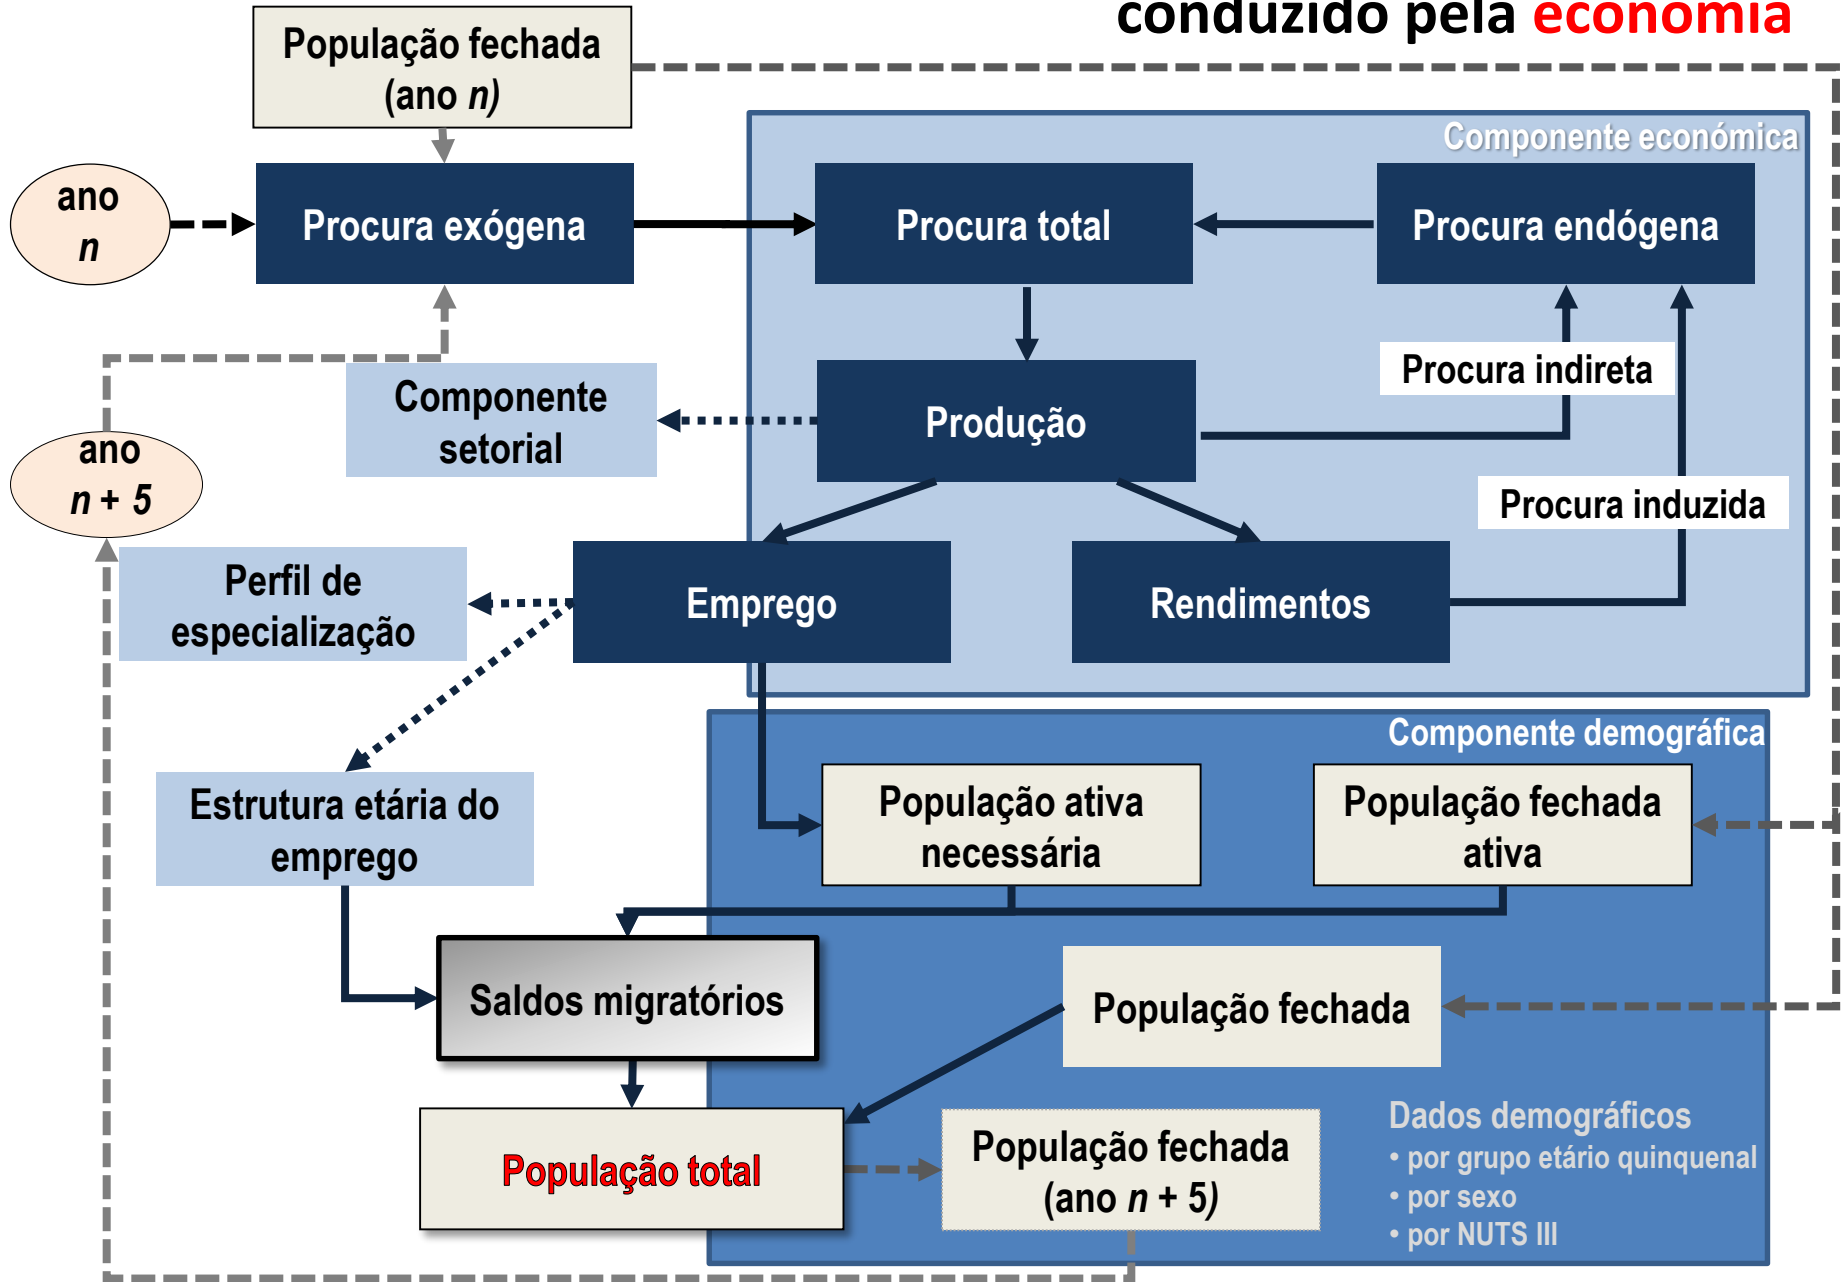 conduzido pela economia
População fechada
(ano n)
Componente económica
ano
n
Procura exógena
Procura total
Procura endógena
Procura indireta
Componente
setorial
Produção
ano
n + 5
Procura induzida
Perfil de
especialização
Emprego
Rendimentos
Componente demográfica
Estrutura etária do
emprego
População ativa
necessária
População fechada
ativa
Saldos migratórios
População fechada
População total
População fechada
(ano n + 5)
Dados demográficos
• por grupo etário quinquenal
• por sexo
• por NUTS III